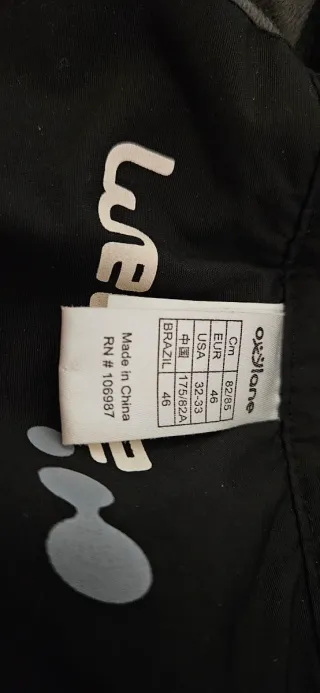 oxylane
Cm 82/85
EUR 46
USA 32-33
中国 175/82A
BRAZIL 46
Made in China
RN # 106987